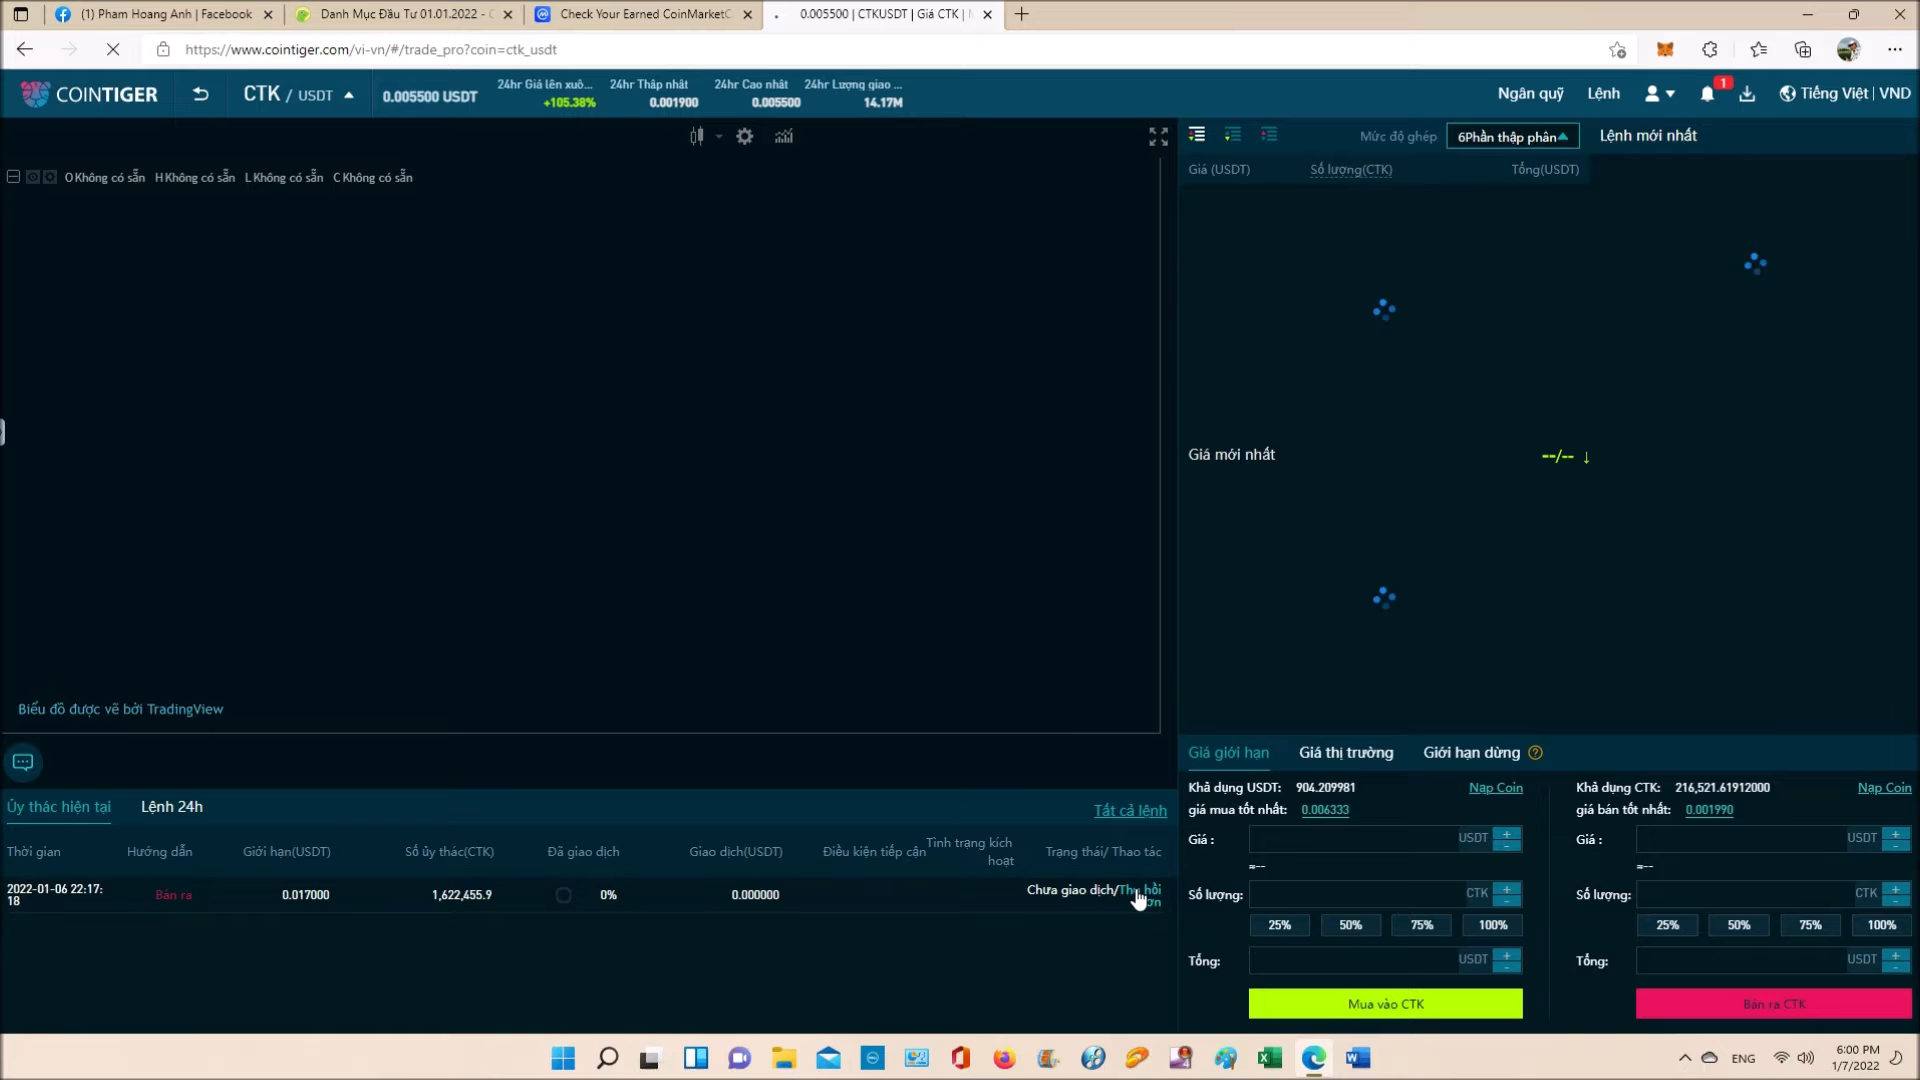 (1) Pham Hoang Anh | Facebook
Danh Mục Đầu Tư 01.01.2022 -
Check Your Earned CoinMarketC
0.005500 | CTKUSDT | Giá CTK |
https://www.cointiger.com/vi-vn/#/trade_pro?coin=ctk_usdt
COINTIGER
CTK / USDT
0.005500 USDT
24hr Giá lên xuố...
+105.38%
24hr Thấp nhất
0.001900
24hr Cao nhất
0.005500
24hr Lượng giao ...
14.17M
Ngân quỹ
Lệnh
1
Tiếng Việt | VND
O Không có sẵn H Không có sẵn L Không có sẵn C Không có sẵn
Mức độ ghép
6Phần thập phân
Lệnh mới nhất
Giá (USDT)
Số lượng(CTK)
Tổng(USDT)
Giá mới nhất
--/-- ↓
Biểu đồ được vẽ bởi TradingView
Giá giới hạn
Giá thị trường
Giới hạn dừng
Khả dụng USDT: 904.209981
Nạp Coin
giá mua tốt nhất: 0.006333
Giá :
USDT
≈--
Số lượng:
CTK
25%
50%
75%
100%
Tổng:
USDT
Mua vào CTK
Khả dụng CTK: 216,521.61912000
Nạp Coin
giá bán tốt nhất: 0.001990
Giá :
USDT
≈--
Số lượng:
CTK
25%
50%
75%
100%
Tổng:
USDT
Bán ra CTK
Ủy thác hiện tại
Lệnh 24h
Tất cả lệnh
Thời gian
Hướng dẫn
Giới hạn(USDT)
Số ủy thác(CTK)
Đã giao dịch
Giao dịch(USDT)
Điều kiện tiếp cận
Tình trạng kích
hoạt
Trạng thái/ Thao tác
2022-01-06 22:17:
18
Bán ra
0.017000
1,622,455.9
0%
0.000000
Chưa giao dịch/Thu hồi
ENG
6:00 PM
1/7/2022